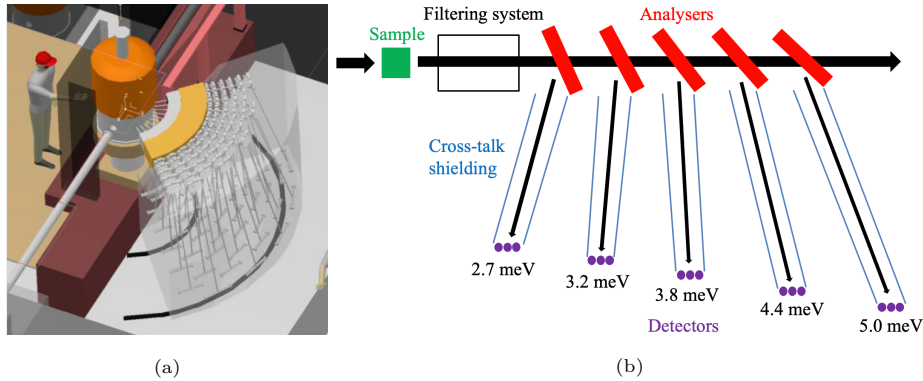 Filtering system
Analysers
Sample
Cross-talk
shielding
2.7 meV
3.2 meV
3.8 meV
4.4 meV
5.0 meV
Detectors
(a)
(b)